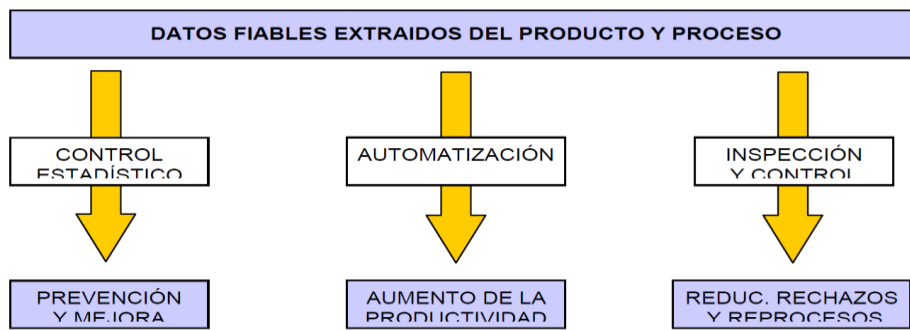 DATOS FIABLES EXTRAIDOS DEL PRODUCTO Y PROCESO
CONTROL
ESTADÍSTICO
AUTOMATIZACIÓN
INSPECCIÓN
Y CONTROL
PREVENCIÓN
Y MEJORA
AUMENTO DE LA
PRODUCTIVIDAD
REDUC. RECHAZOS
Y REPROCESOS